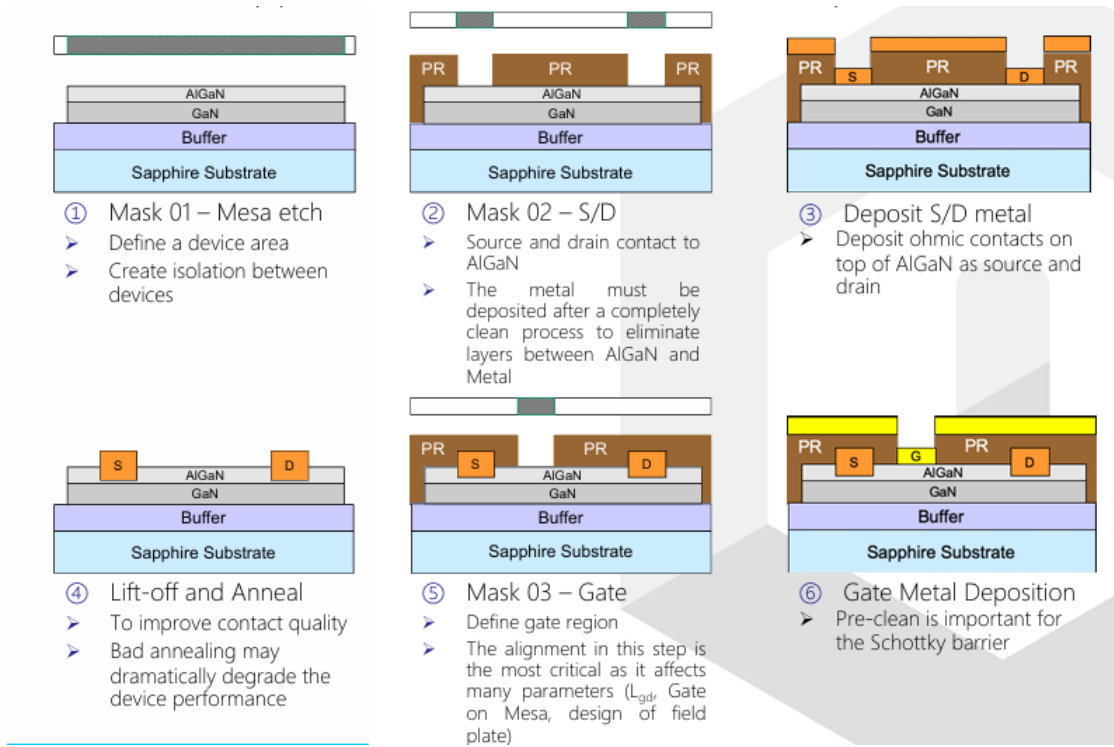 AlGaN
GaN
Buffer
Sapphire Substrate
① Mask 01 – Mesa etch
➤ Define a device area
➤ Create isolation between
devices
PR PR PR
AlGaN
GaN
Buffer
Sapphire Substrate
② Mask 02 – S/D
➤ Source and drain contact to
AlGaN
➤ The metal must be
deposited after a completely
clean process to eliminate
layers between AlGaN and
Metal
PR S PR D PR
AlGaN
GaN
Buffer
Sapphire Substrate
③ Deposit S/D metal
➤ Deposit ohmic contacts on
top of AlGaN as source and
drain
S D
AlGaN
GaN
Buffer
Sapphire Substrate
④ Lift-off and Anneal
➤ To improve contact quality
➤ Bad annealing may
dramatically degrade the
device performance
PR PR
S D
AlGaN
GaN
Buffer
Sapphire Substrate
⑤ Mask 03 – Gate
➤ Define gate region
➤ The alignment in this step is
the most critical as it affects
many parameters (Lgd, Gate
on Mesa, design of field
plate)
PR PR
S G D
AlGaN
GaN
Buffer
Sapphire Substrate
⑥ Gate Metal Deposition
➤ Pre-clean is important for
the Schottky barrier